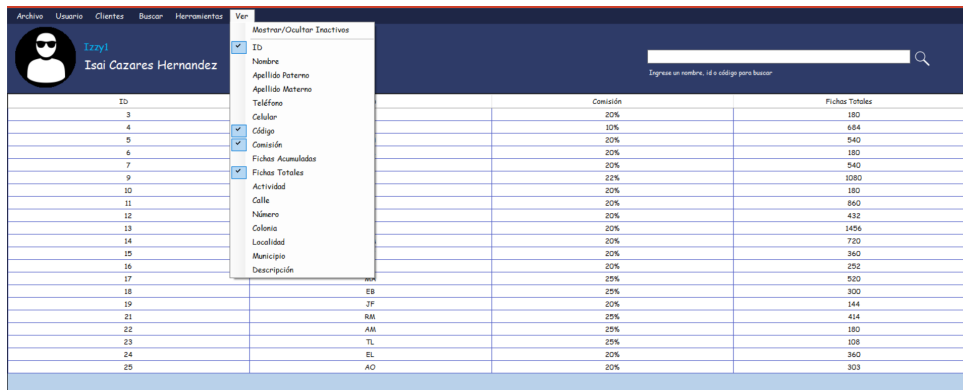 Archivo Usuario Clientes Buscar Herramientas Ver
Izzy1
Isai Cazares Hernandez
Ingrese un nombre, id o código para buscar
Mostrar/Ocultar Inactivos
ID
Nombre
Apellido Paterno
Apellido Materno
Teléfono
Celular
Código
Comisión
Fichas Acumuladas
Fichas Totales
Actividad
Calle
Número
Colonia
Localidad
Municipio
Descripción
ID Comisión Fichas Totales
3 20% 180
4 10% 684
5 20% 540
6 20% 180
7 20% 540
9 22% 1080
10 20% 180
11 20% 860
12 20% 432
13 20% 1456
14 20% 720
15 20% 360
16 20% 252
17 25% 520
18 EB 25% 300
19 JF 20% 144
21 RM 25% 414
22 AM 25% 180
23 TL 25% 108
24 EL 20% 360
25 AO 20% 303